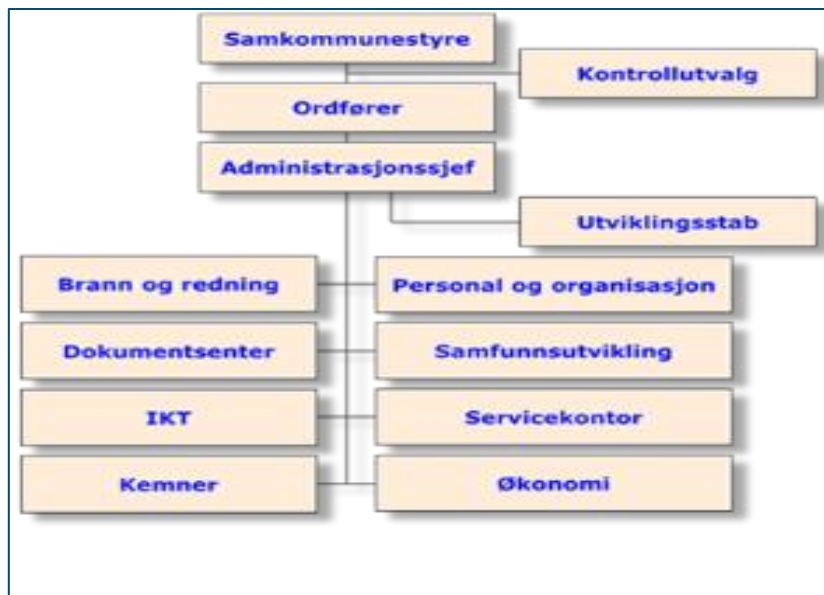 Samkommunestyre
Kontrollutvalg
Ordfører
Administrasjonssjef
Utviklingsstab
Brann og redning
Personal og organisasjon
Dokumentsenter
Samfunnsutvikling
IKT
Servicekontor
Kemner
Økonomi